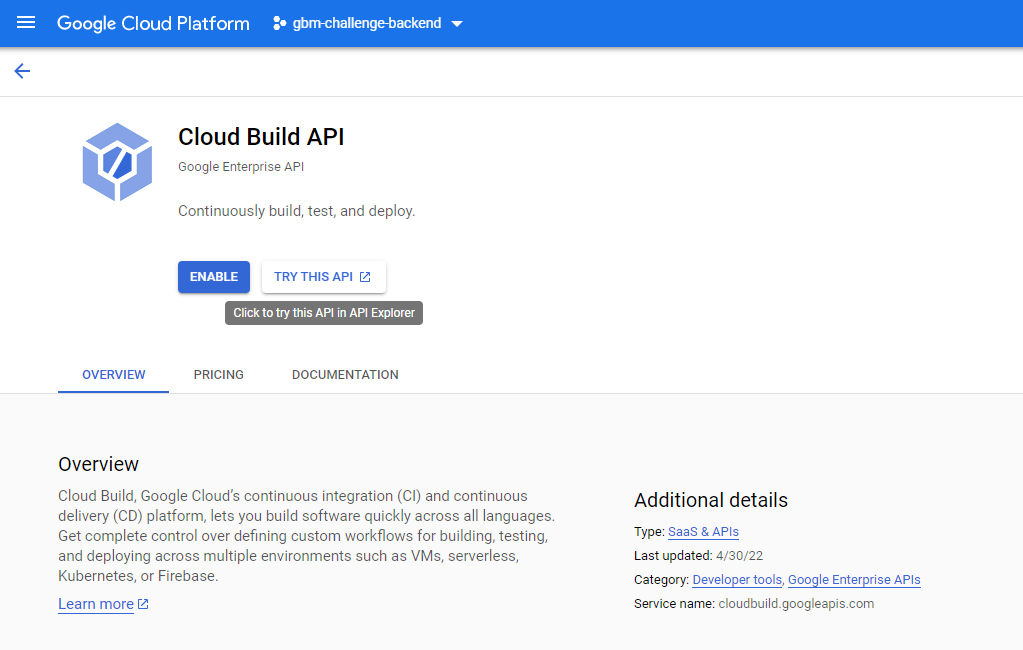 Google Cloud Platform gbm-challenge-backend
Cloud Build API
Google Enterprise API
Continuously build, test, and deploy.
ENABLE TRY THIS API
Click to try this API in API Explorer
OVERVIEW PRICING DOCUMENTATION
Overview
Cloud Build, Google Cloud’s continuous integration (CI) and continuous
delivery (CD) platform, lets you build software quickly across all languages.
Get complete control over defining custom workflows for building, testing,
and deploying across multiple environments such as VMs, serverless,
Kubernetes, or Firebase.
Learn more
Additional details
Type: SaaS & APIs
Last updated: 4/30/22
Category: Developer tools, Google Enterprise APIs
Service name: cloudbuild.googleapis.com